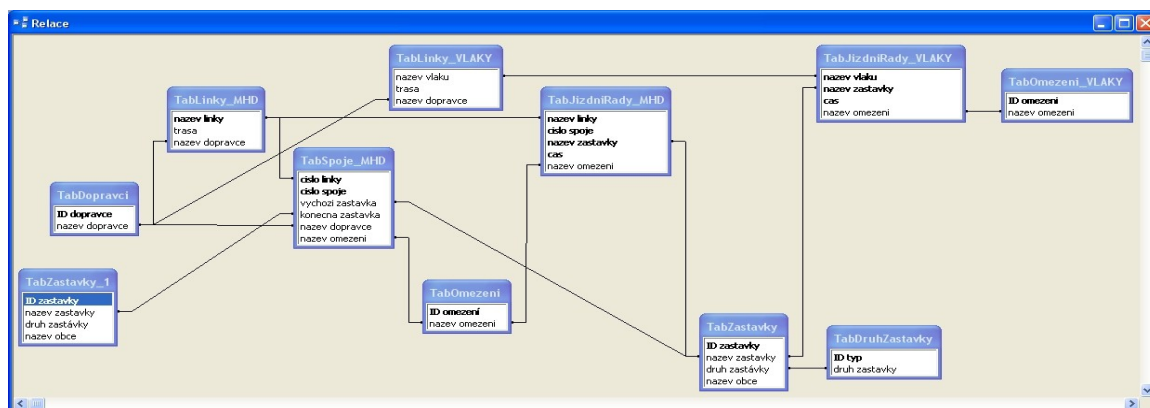 Relace
TabLinky_VLAKY
nazev vlaku
trasa
nazev dopravce
TabJizdniRady_VLAKY
nazev vlaku
nazev zastavky
cas
nazev omezeni
TabOmezeni_VLAKY
ID omezeni
nazev omezeni
TabLinky_MHD
nazev linky
trasa
nazev dopravce
TabJizdniRady_MHD
nazev linky
cislo spoje
nazev zastavky
cas
nazev omezeni
TabSpoje_MHD
cislo linky
cislo spoje
vychozi zastavka
konecna zastavka
nazev dopravce
nazev omezeni
TabDopravci
ID dopravce
nazev dopravce
TabZastavky_1
ID zastavky
nazev zastavky
druh zastávky
nazev obce
TabOmezeni
ID omezení
nazev omezeni
TabZastavky
ID zastavky
nazev zastavky
druh zastávky
nazev obce
TabDruhZastavky
ID typ
druh zastavky